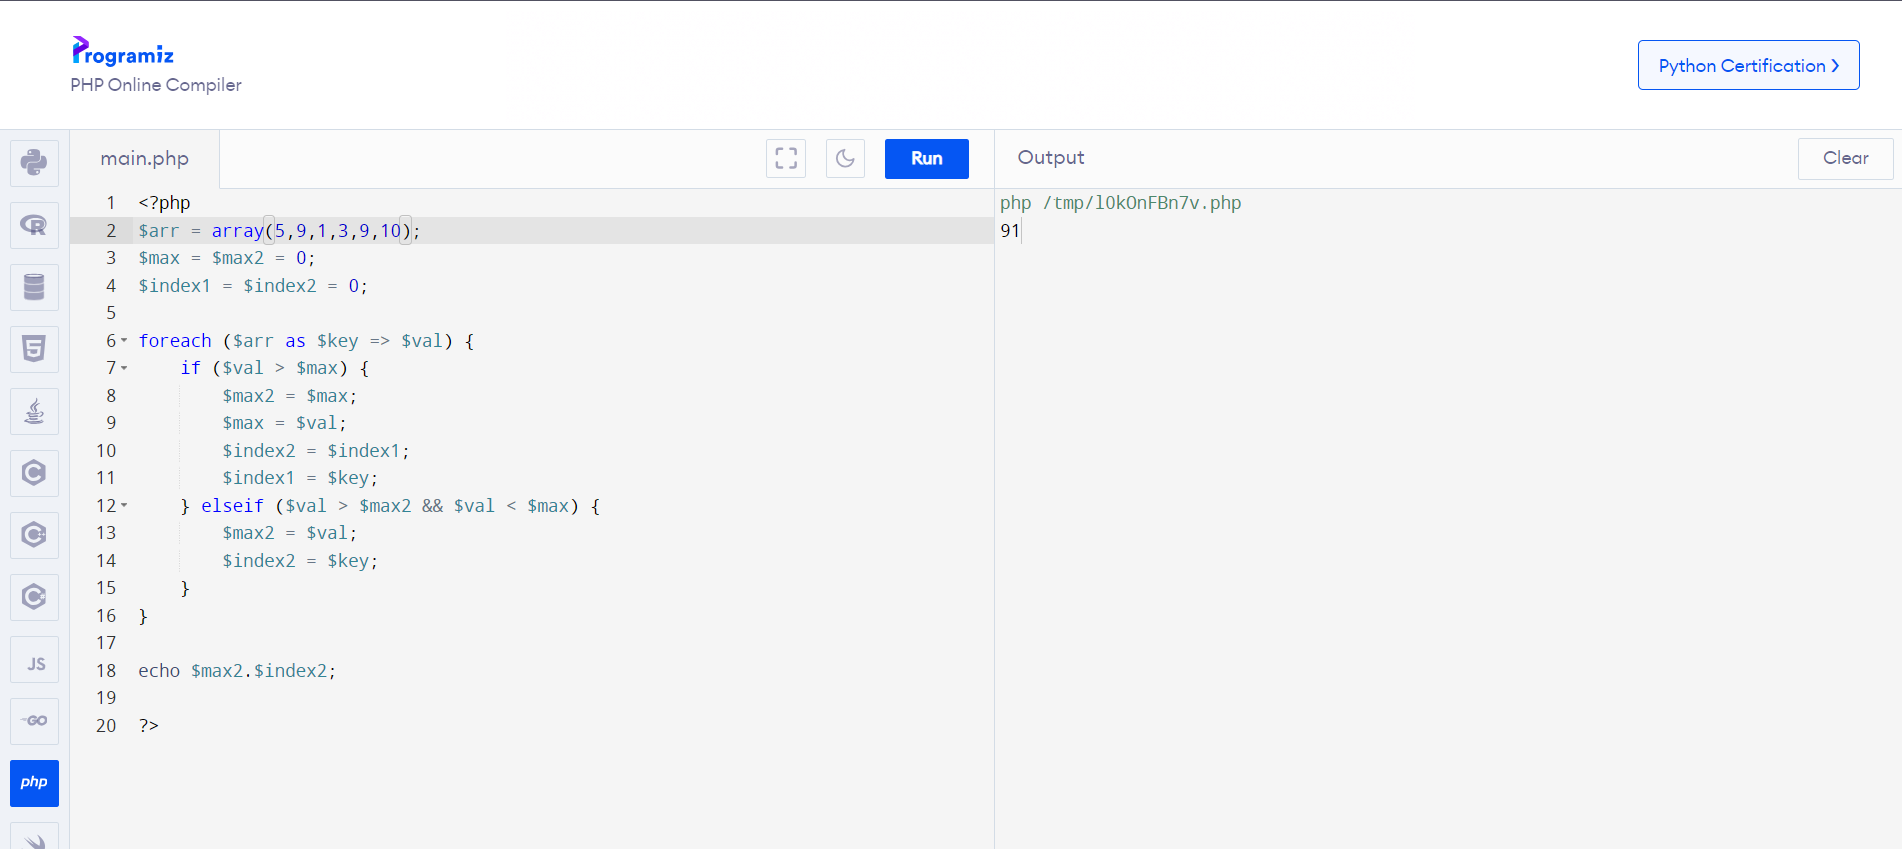 Programiz
PHP Online Compiler
Python Certification
main.php
Run
Output
Clear
1 <?php
2 $arr = array(5,9,1,3,9,10);
3 $max = $max2 = 0;
4 $index1 = $index2 = 0;
5
6 foreach ($arr as $key => $val) {
7 if ($val > $max) {
8 $max2 = $max;
9 $max = $val;
10 $index2 = $index1;
11 $index1 = $key;
12 } elseif ($val > $max2 && $val < $max) {
13 $max2 = $val;
14 $index2 = $key;
15 }
16 }
17
18 echo $max2.$index2;
19
20 ?>
php /tmp/l0kOnFBn7v.php
91
R
5
C
C
C
JS
GO
php